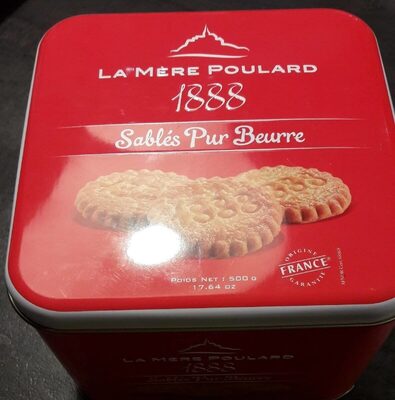 LA MÈRE POULARD
1888
Sablés Pur Beurre
1888
POIDS NET : 500 G
17.64 OZ
ORIGINE
FRANCE
GARANTIE
LA MÈRE POULARD
1888
Sablés Pur Beurre